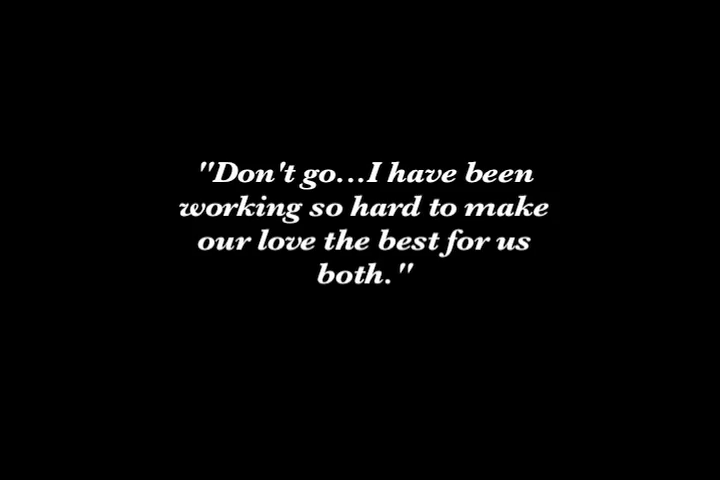 "Don't go...I have been
working so hard to make
our love the best for us
both."